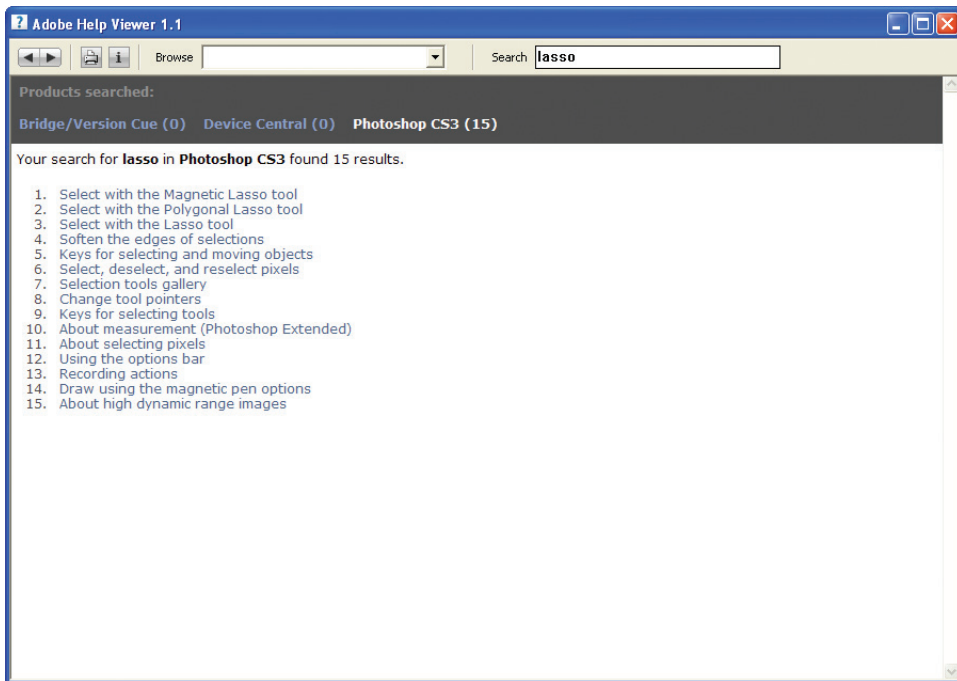 Adobe Help Viewer 1.1
Browse Search lasso
Products searched:
Bridge/Version Cue (0) Device Central (0) Photoshop CS3 (15)
Your search for lasso in Photoshop CS3 found 15 results.
1. Select with the Magnetic Lasso tool
2. Select with the Polygonal Lasso tool
3. Select with the Lasso tool
4. Soften the edges of selections
5. Keys for selecting and moving objects
6. Select, deselect, and reselect pixels
7. Selection tools gallery
8. Change tool pointers
9. Keys for selecting tools
10. About measurement (Photoshop Extended)
11. About selecting pixels
12. Using the options bar
13. Recording actions
14. Draw using the magnetic pen options
15. About high dynamic range images